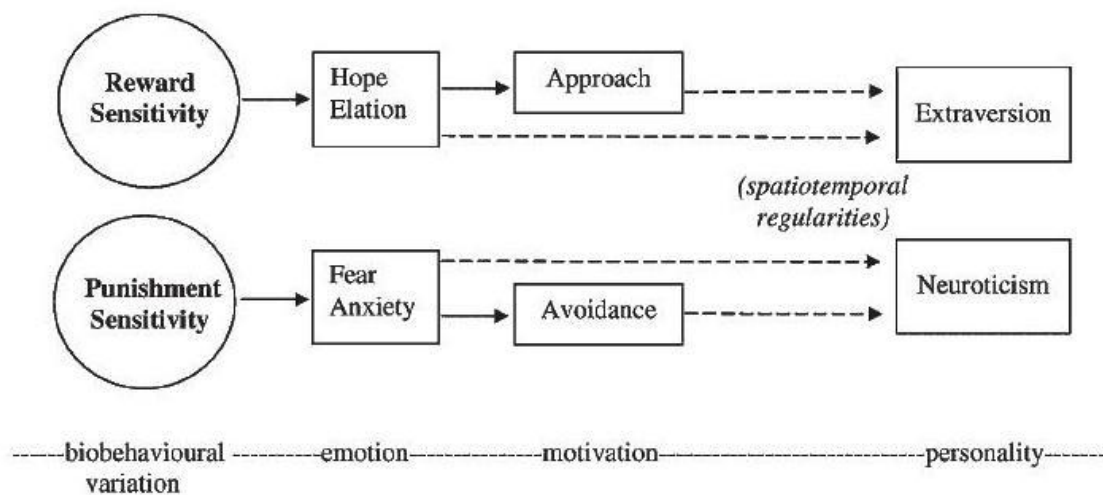 Reward
Sensitivity
Hope
Elation
Approach
Extraversion
(spatiotemporal
regularities)
Punishment
Sensitivity
Fear
Anxiety
Avoidance
Neuroticism
biobehavioural
variation
emotion
motivation
personality